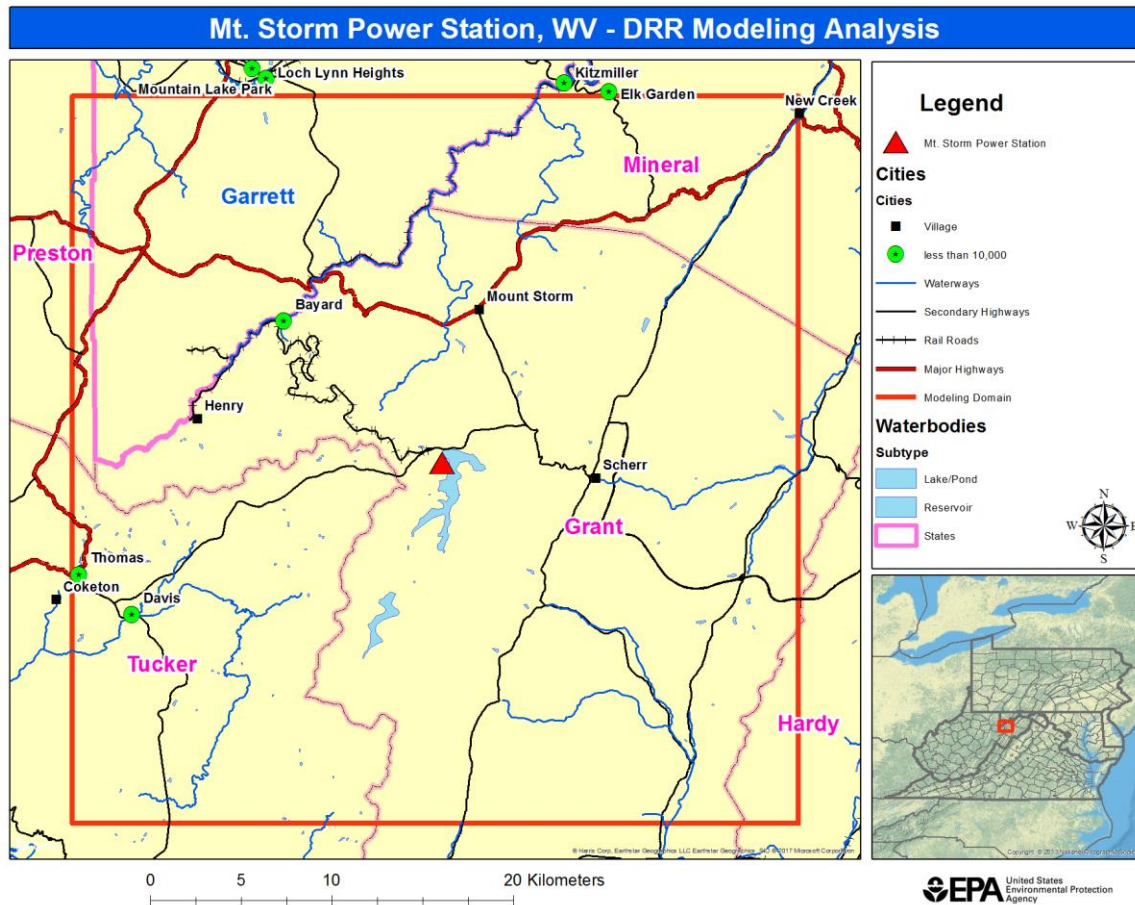 Mt. Storm Power Station, WV - DRR Modeling Analysis
Loch Lynn Heights
Mountain Lake Park
Kitzmiller
Elk Garden
New Creek
Mineral
Garrett
Preston
Bayard
Mount Storm
Henry
Scherr
Grant
Thomas
Coketon
Davis
Tucker
Hardy
0 5 10 20 Kilometers
Legend
Mt. Storm Power Station
Cities
Cities
Village
less than 10,000
Waterways
Secondary Highways
Rail Roads
Major Highways
Modeling Domain
Waterbodies
Subtype
Lake/Pond
Reservoir
States
N
W E
S
EPA
United States
Environmental Protection
Agency